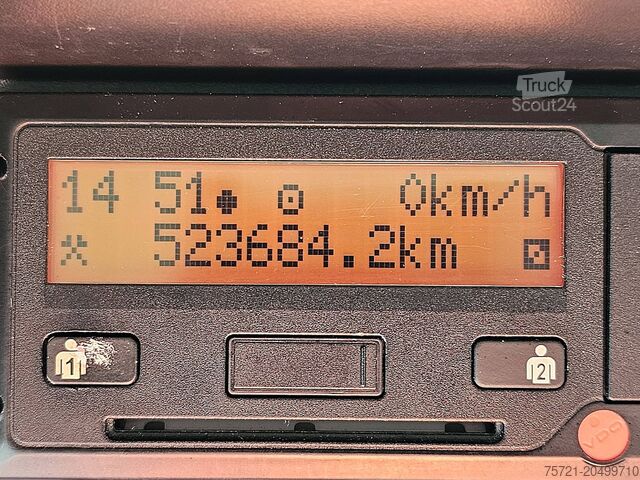 Truck
Scout24
14 51 0km/h
523684.2km
1
2
VDO
75721-20499710